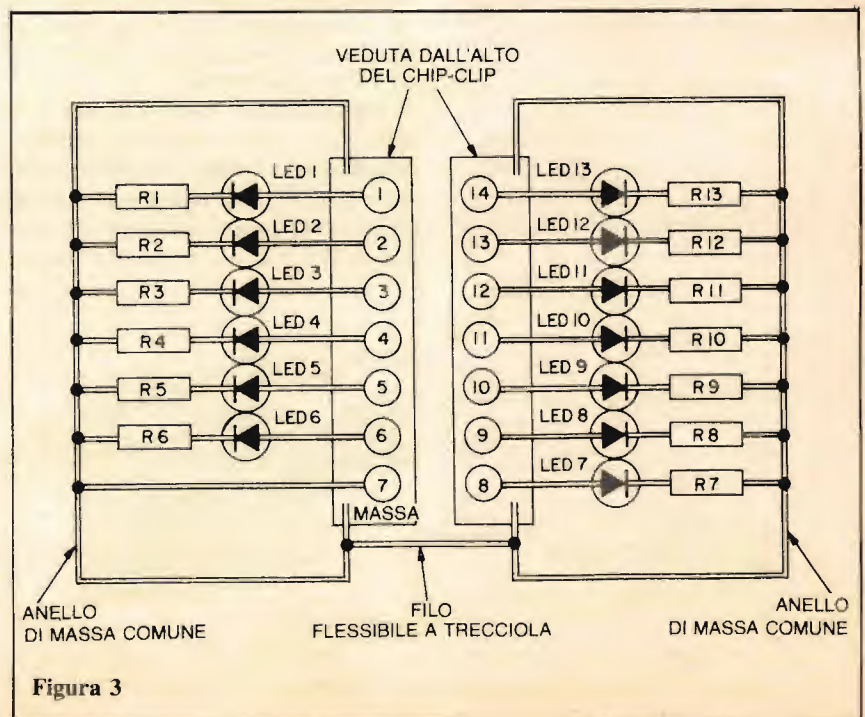 VEDUTA DALL'ALTO
DEL CHIP-CLIP
LED 1
R1
1
LED 2
R2
2
LED 3
R3
3
LED 4
R4
4
LED 5
R5
5
LED 6
R6
6
7
MASSA
LED 13
14
R13
LED 12
13
R12
LED 11
12
R11
LED 10
11
R10
LED 9
10
R9
LED 8
9
R8
LED 7
8
R7
ANELLO
DI MASSA COMUNE
FILO
FLESSIBILE A TRECCIOLA
ANELLO
DI MASSA COMUNE
Figura 3